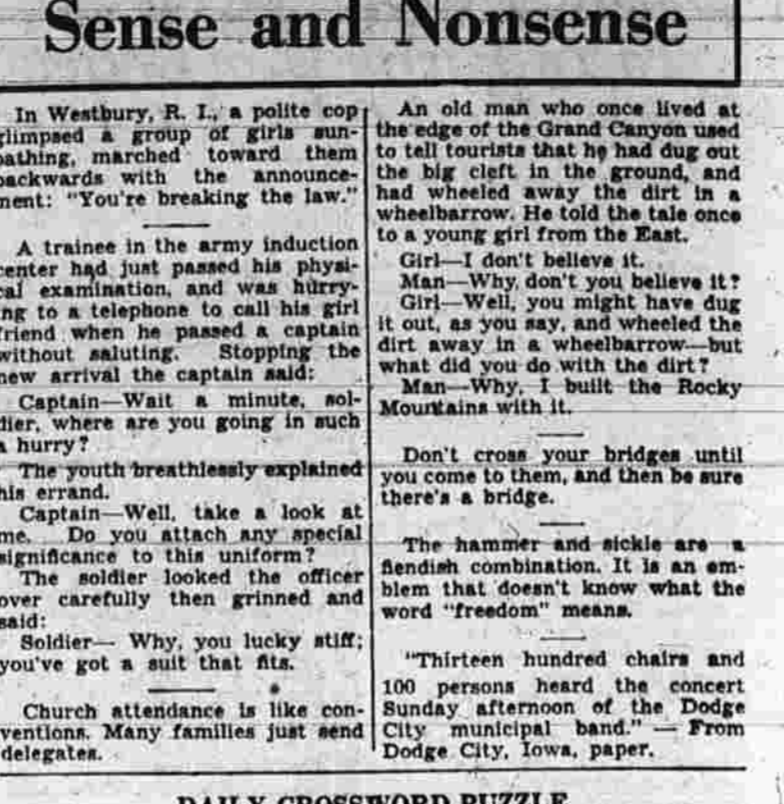 Sense and Nonsense
In Westbury, R. I., a polite cop
glimpsed a group of girls sun-
bathing, marched toward them
backwards with the announce-
ment: "You're breaking the law."
A trainee in the army induction
center had just passed his physi-
cal examination, and was hurry-
ing to a telephone to call his girl
friend when he passed a captain
without saluting. Stopping the
new arrival the captain said:
Captain—Wait a minute, sol-
dier, where are you going in such
a hurry?
The youth breathlessly explained
his errand.
Captain—Well, take a look at
me. Do you attach any special
significance to this uniform?
The soldier looked the officer
over carefully then grinned and
said:
Soldier— Why, you lucky stiff;
you've got a suit that fits.
Church attendance is like con-
ventions. Many families just send
delegates.
An old man who once lived at
the edge of the Grand Canyon used
to tell tourists that he had dug out
the big cleft in the ground, and
had wheeled away the dirt in a
wheelbarrow. He told the tale once
to a young girl from the East.
Girl—I don't believe it.
Man—Why, don't you believe it?
Girl—Well, you might have dug
it out, as you say, and wheeled the
dirt away in a wheelbarrow—but
what did you do with the dirt?
Man—Why, I built the Rocky
Mountains with it.
Don't cross your bridges until
you come to them, and then be sure
there's a bridge.
The hammer and sickle are a
fiendish combination. It is an em-
blem that doesn't know what the
word "freedom" means.
"Thirteen hundred chairs and
100 persons heard the concert
Sunday afternoon of the Dodge
City municipal band." — From
Dodge City, Iowa, paper.
DAILY CROSSWORD PUZZLE